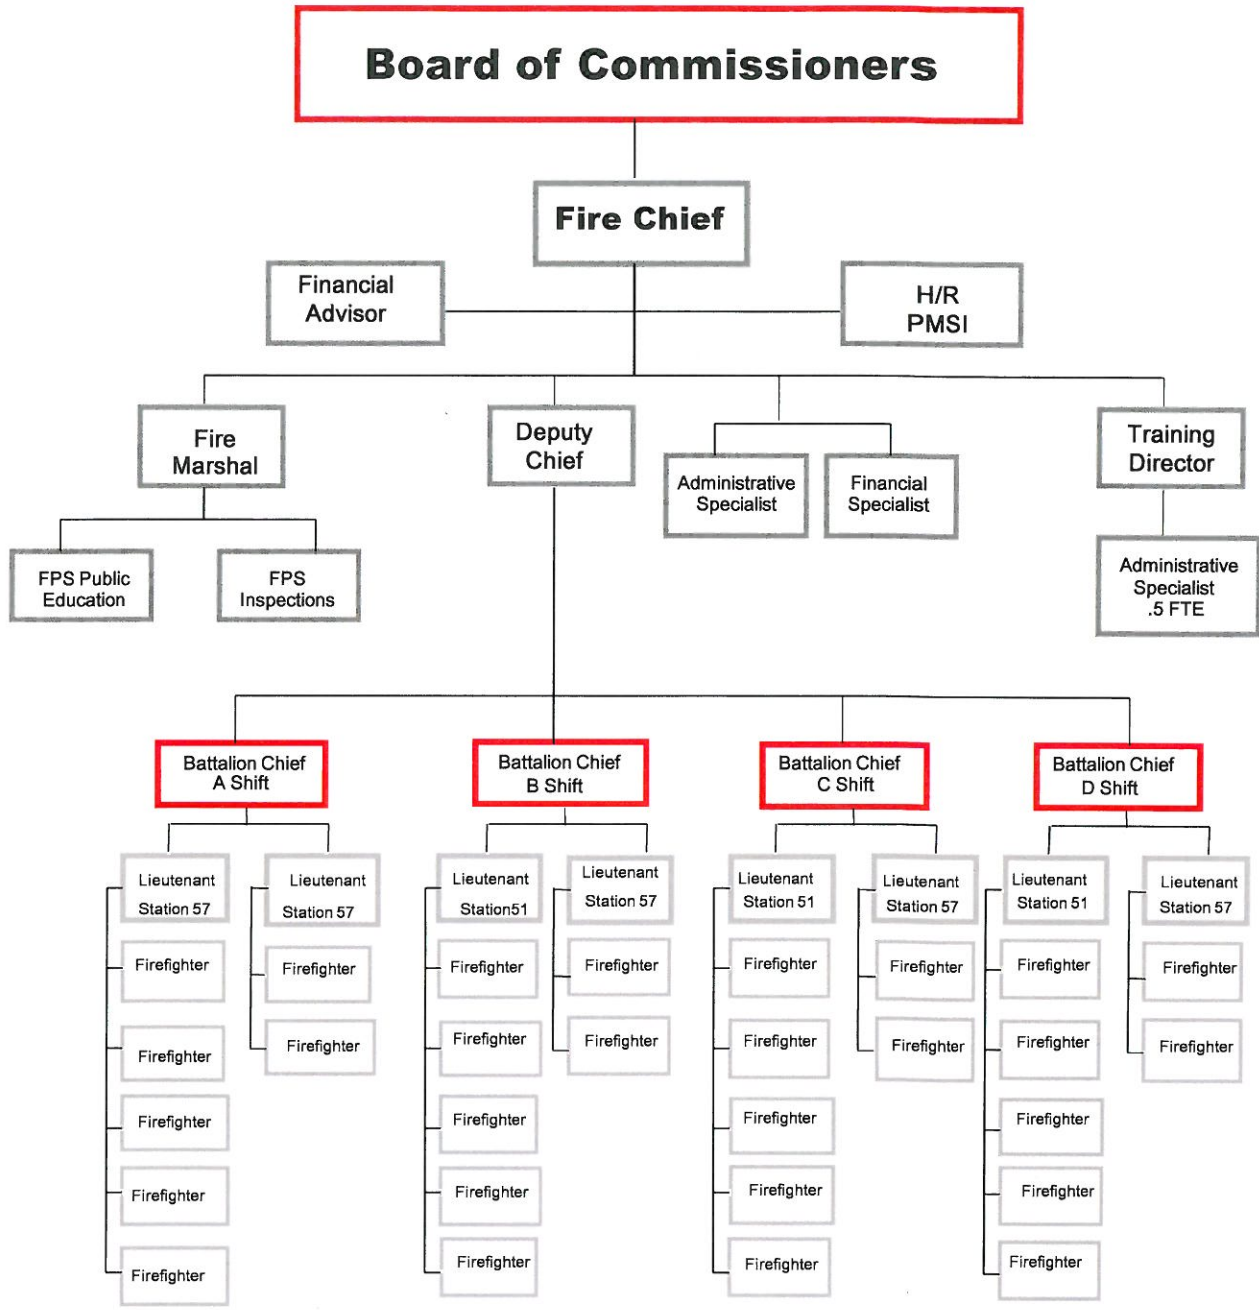 Board of Commissioners
Fire Chief
Financial
Advisor
H/R
PMSI
Fire
Marshal
Deputy
Chief
Administrative
Specialist
Financial
Specialist
Training
Director
FPS Public
Education
FPS
Inspections
Administrative
Specialist
.5 FTE
Battalion Chief
A Shift
Battalion Chief
B Shift
Battalion Chief
C Shift
Battalion Chief
D Shift
Lieutenant
Station 57
Firefighter
Firefighter
Firefighter
Firefighter
Firefighter
Lieutenant
Station 57
Firefighter
Firefighter
Lieutenant
Station51
Firefighter
Firefighter
Firefighter
Firefighter
Firefighter
Lieutenant
Station 57
Firefighter
Firefighter
Lieutenant
Station 51
Firefighter
Firefighter
Firefighter
Firefighter
Firefighter
Lieutenant
Station 57
Firefighter
Firefighter
Lieutenant
Station 51
Firefighter
Firefighter
Firefighter
Firefighter
Firefighter
Lieutenant
Station 57
Firefighter
Firefighter